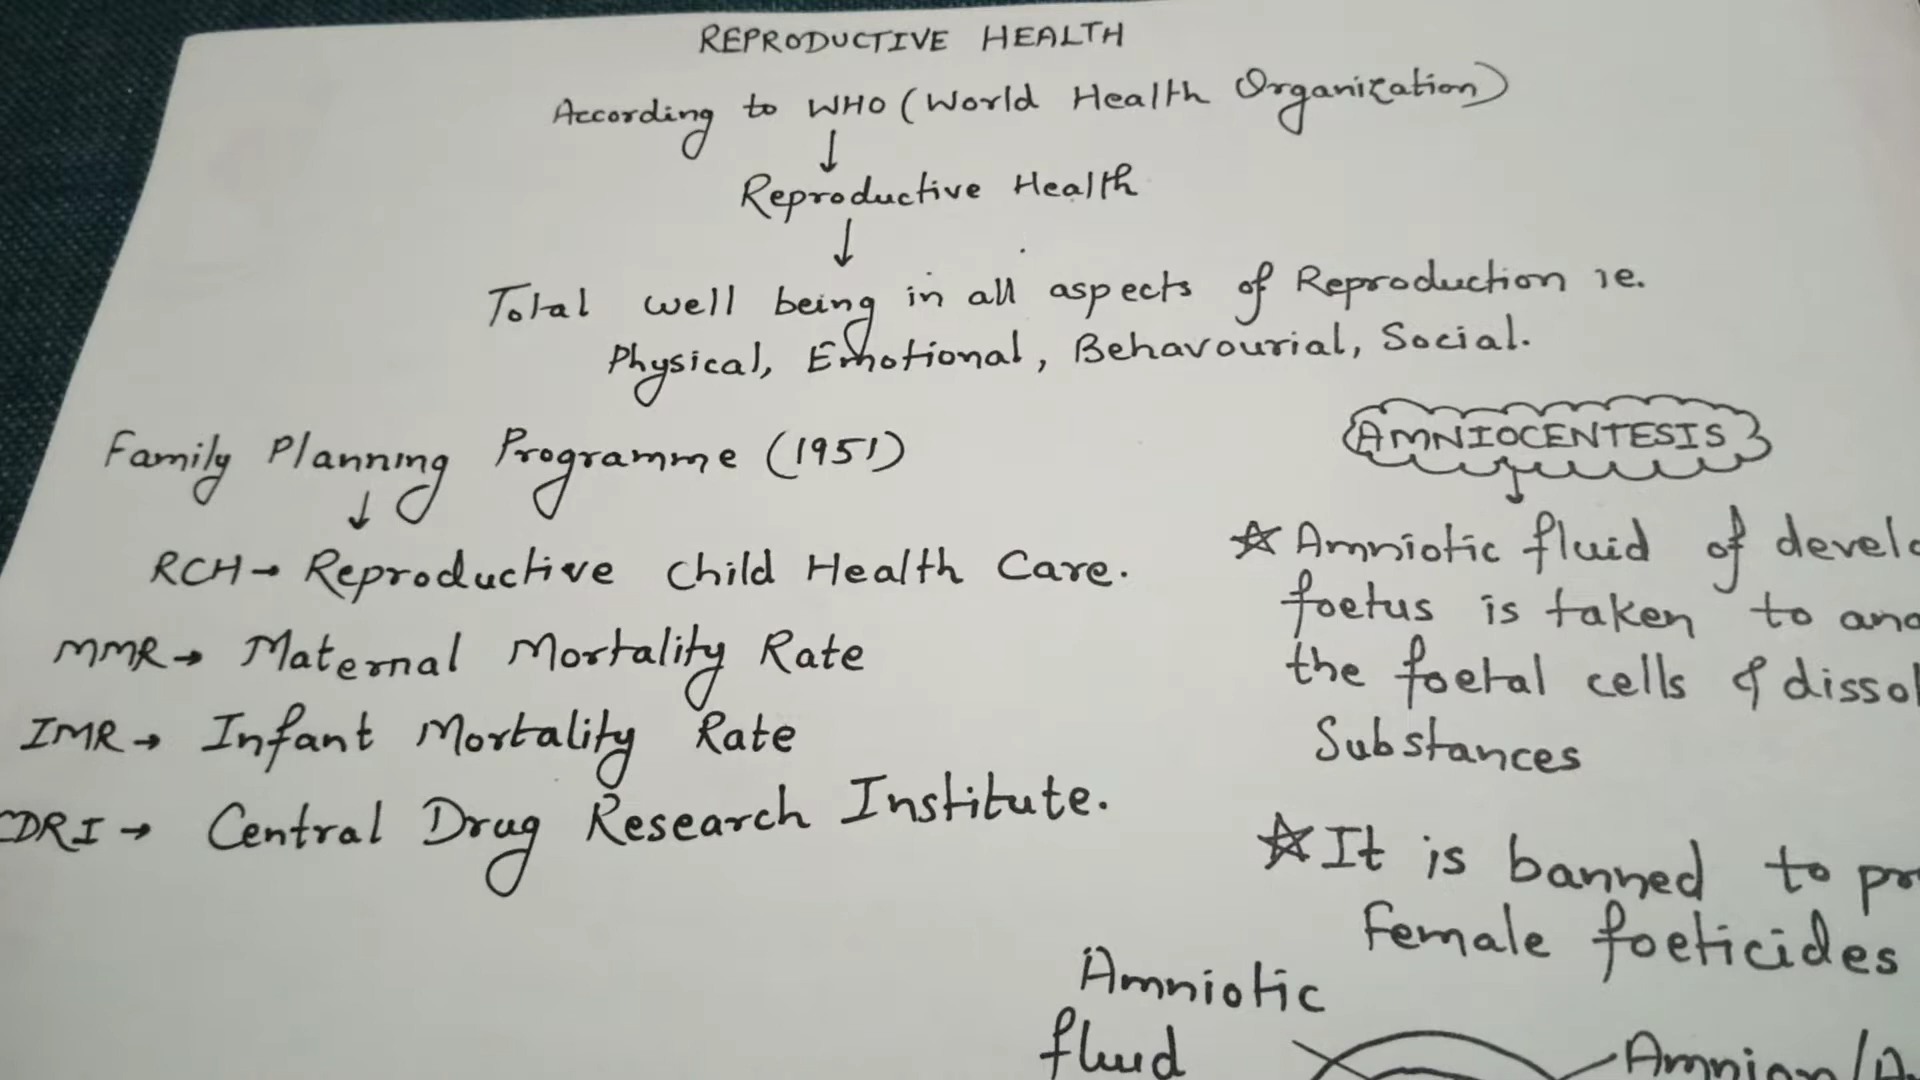 REPRODUCTIVE HEALTH
According to WHO (World Health Organization)
↓
Reproductive Health
↓
Total well being in all aspects of Reproduction ie.
Physical, Emotional, Behavourial, Social.
Family Planning Programme (1951)
↓
RCH → Reproductive Child Health Care.
MMR → Maternal Mortality Rate
IMR → Infant Mortality Rate
CDRI → Central Drug Research Institute.
AMNIOCENTESIS
↓
☆ Amniotic fluid of
foetus is taken to
the foetal cells &
Substances
☆ It is banned to
Female foeticides
Amniotic
fluid
Amnion/